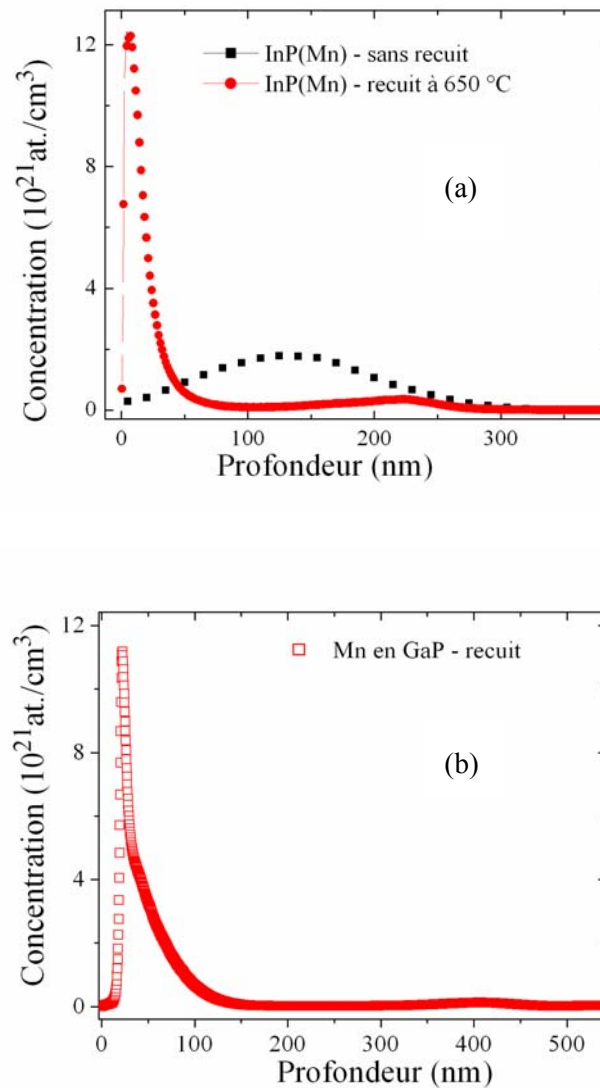 12
8
4
0
Concentration (10²¹at./cm³)
InP(Mn) - sans recuit
InP(Mn) - recuit à 650 °C
(a)
0 100 200 300
Profondeur (nm)
12
8
4
0
Concentration (10²¹at./cm³)
Mn en GaP - recuit
(b)
0 100 200 300 400 500
Profondeur (nm)